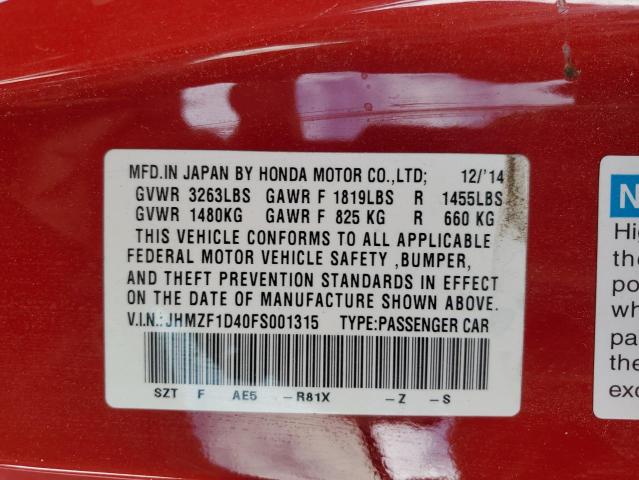 MFD.IN JAPAN BY HONDA MOTOR CO.,LTD; 12/'14
GVWR 3263LBS GAWR F 1819LBS R 1455LBS
GVWR 1480KG GAWR F 825 KG R 660 KG
THIS VEHICLE CONFORMS TO ALL APPLICABLE
FEDERAL MOTOR VEHICLE SAFETY ,BUMPER,
AND THEFT PREVENTION STANDARDS IN EFFECT
ON THE DATE OF MANUFACTURE SHOWN ABOVE.
V.I.N.:JHMZF1D40FS001315 TYPE:PASSENGER CAR
SZT F AE5 -R81X -Z -S
the
the